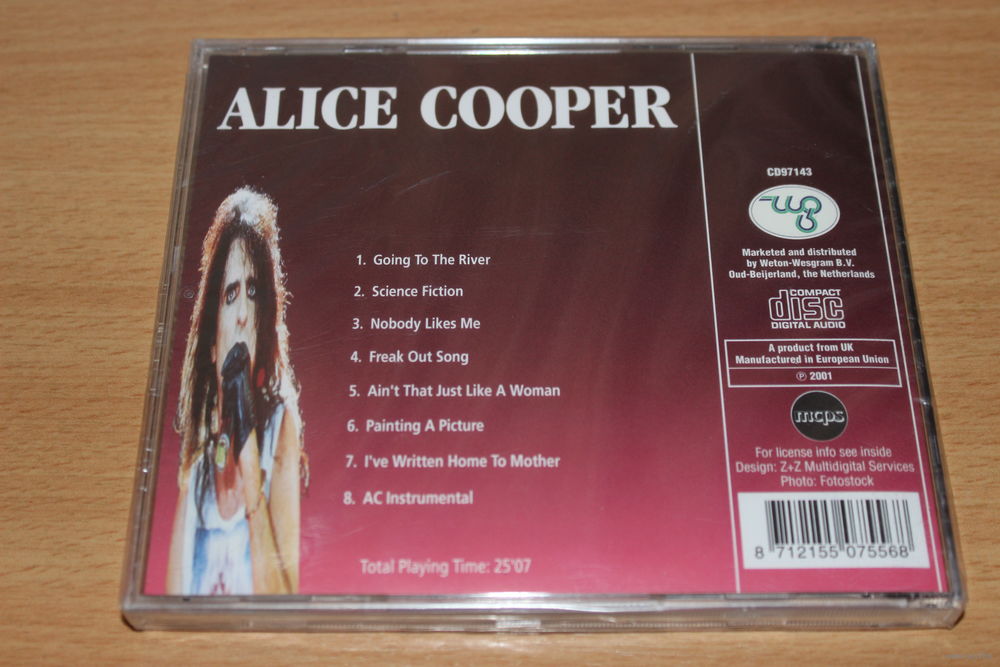 ALICE COOPER
1. Going To The River
2. Science Fiction
3. Nobody Likes Me
4. Freak Out Song
5. Ain't That Just Like A Woman
6. Painting A Picture
7. I've Written Home To Mother
8. AC Instrumental
Total Playing Time: 25'07
CD97143
Marketed and distributed
by Weton-Wesgram B.V.
Oud-Beijerland, the Netherlands
COMPACT
disc
DIGITAL AUDIO
A product from UK
Manufactured in European Union
℗ 2001
mcps
For license info see inside
Design: Z+Z Multidigital Services
Photo: Fotostock
8 712155 075568